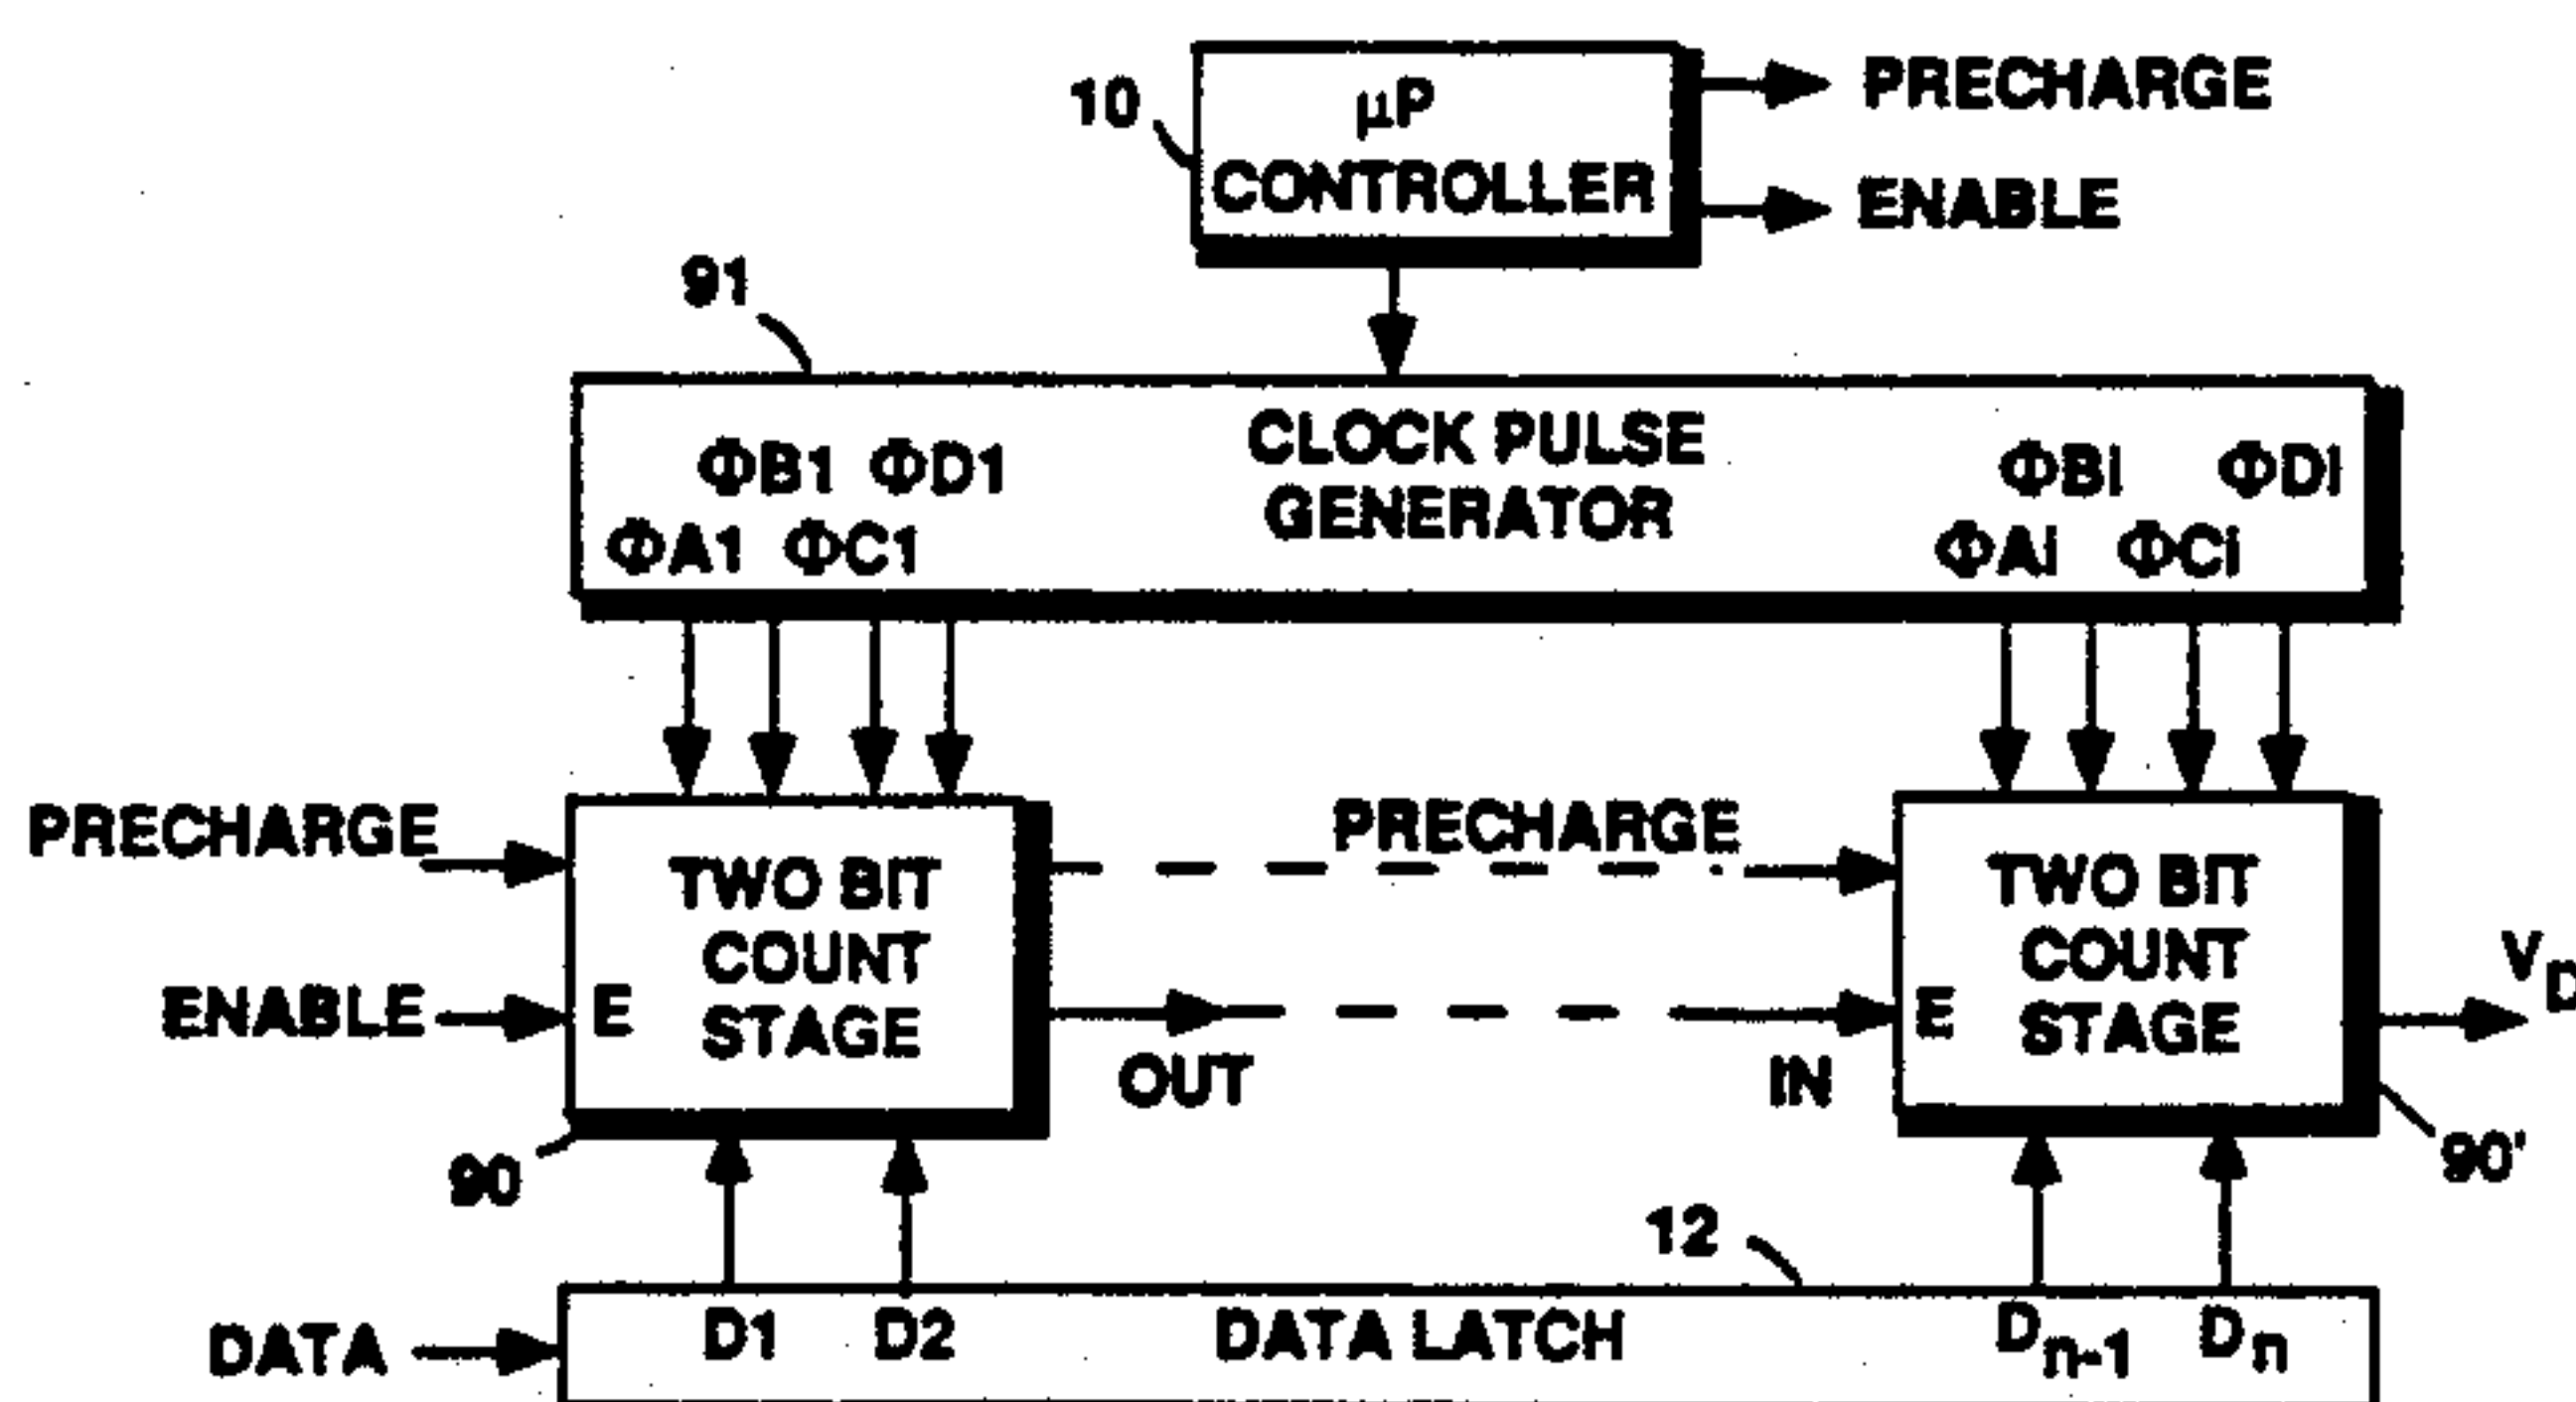 10
µP
CONTROLLER
PRECHARGE
ENABLE
91
ΦB1 ΦD1
ΦA1 ΦC1
CLOCK PULSE
GENERATOR
ΦBi ΦDi
ΦAi ΦCi
PRECHARGE
ENABLE
E
TWO BIT
COUNT
STAGE
90
PRECHARGE
OUT
IN
E
TWO BIT
COUNT
STAGE
VD
90'
12
DATA
D1
D2
DATA LATCH
Dn-1
Dn